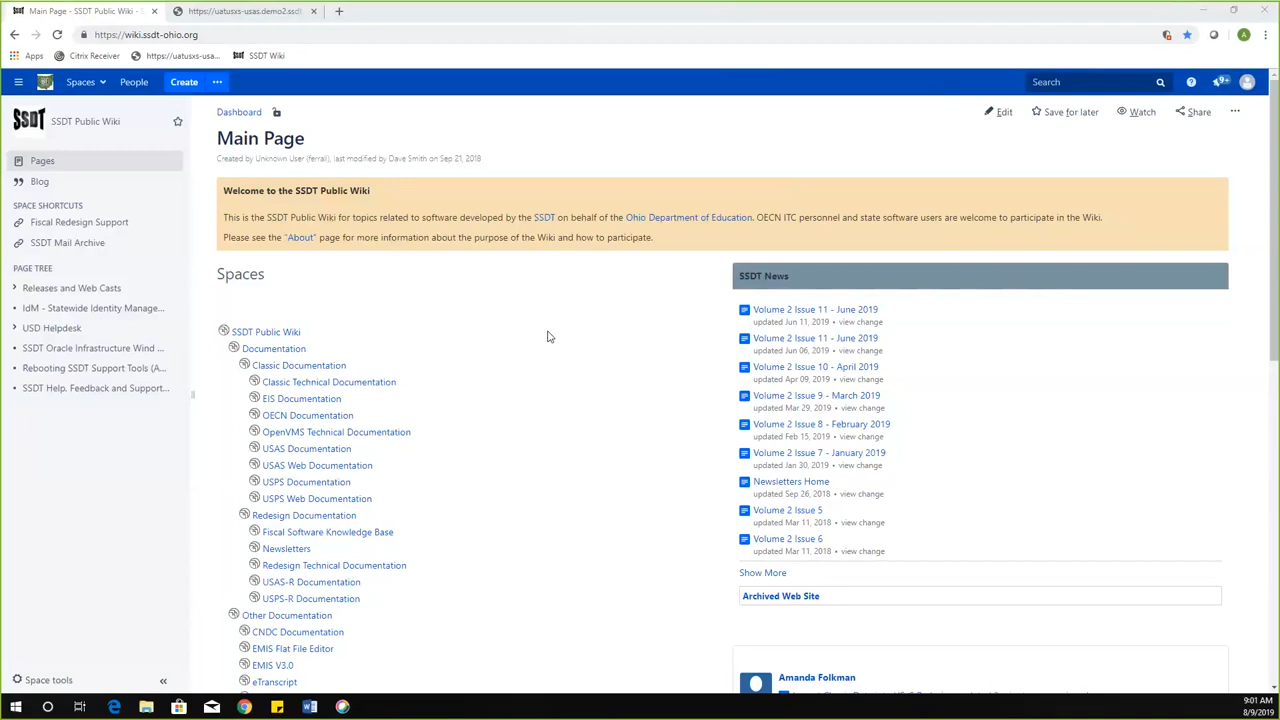 Main Page - SSDT Public Wiki -
https://uatusxs-usas.demo2.ssdt
https://wiki.ssdt-ohio.org
A
Apps
Citrix Receiver
https://uatusxs-usa...
SSDT Wiki
Spaces
People
Create
Search
9+
SSDT
SSDT Public Wiki
Pages
Blog
SPACE SHORTCUTS
Fiscal Redesign Support
SSDT Mail Archive
PAGE TREE
Releases and Web Casts
IdM - Statewide Identity Manage...
USD Helpdesk
SSDT Oracle Infrastructure Wind ...
Rebooting SSDT Support Tools (A...
SSDT Help, Feedback and Support...
Space tools
Dashboard
Edit
Save for later
Watch
Share
Main Page
Created by Unknown User (ferrall), last modified by Dave Smith on Sep 21, 2018
Welcome to the SSDT Public Wiki
This is the SSDT Public Wiki for topics related to software developed by the SSDT on behalf of the Ohio Department of Education. OECN ITC personnel and state software users are welcome to participate in the Wiki.
Please see the "About" page for more information about the purpose of the Wiki and how to participate.
Spaces
SSDT Public Wiki
Documentation
Classic Documentation
Classic Technical Documentation
EIS Documentation
OECN Documentation
OpenVMS Technical Documentation
USAS Documentation
USAS Web Documentation
USPS Documentation
USPS Web Documentation
Redesign Documentation
Fiscal Software Knowledge Base
Newsletters
Redesign Technical Documentation
USAS-R Documentation
USPS-R Documentation
Other Documentation
CNDC Documentation
EMIS Flat File Editor
EMIS V3.0
eTranscript
SSDT News
Volume 2 Issue 11 - June 2019
updated Jun 11, 2019 • view change
Volume 2 Issue 11 - June 2019
updated Jun 06, 2019 • view change
Volume 2 Issue 10 - April 2019
updated Apr 09, 2019 • view change
Volume 2 Issue 9 - March 2019
updated Mar 29, 2019 • view change
Volume 2 Issue 8 - February 2019
updated Feb 15, 2019 • view change
Volume 2 Issue 7 - January 2019
updated Jan 30, 2019 • view change
Newsletters Home
updated Sep 26, 2018 • view change
Volume 2 Issue 5
updated Mar 11, 2018 • view change
Volume 2 Issue 6
updated Mar 11, 2018 • view change
Show More
Archived Web Site
Amanda Folkman
9:01 AM
8/9/2019